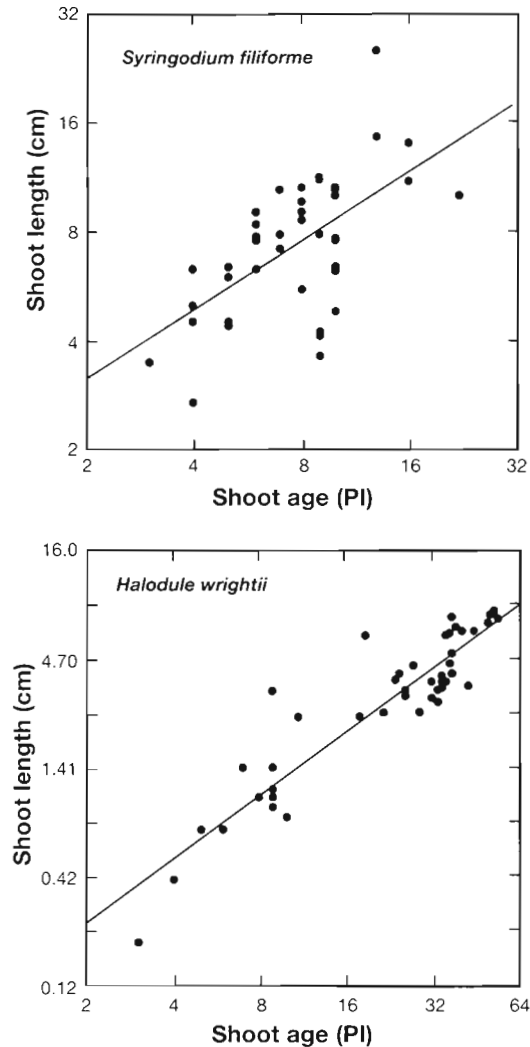 32
Syringodium filiforme
16
8
4
2
Shoot length (cm)
2 4 8 16 32
Shoot age (PI)
16.0
Halodule wrightii
4.70
1.41
0.42
0.12
Shoot length (cm)
2 4 8 16 32 64
Shoot age (PI)